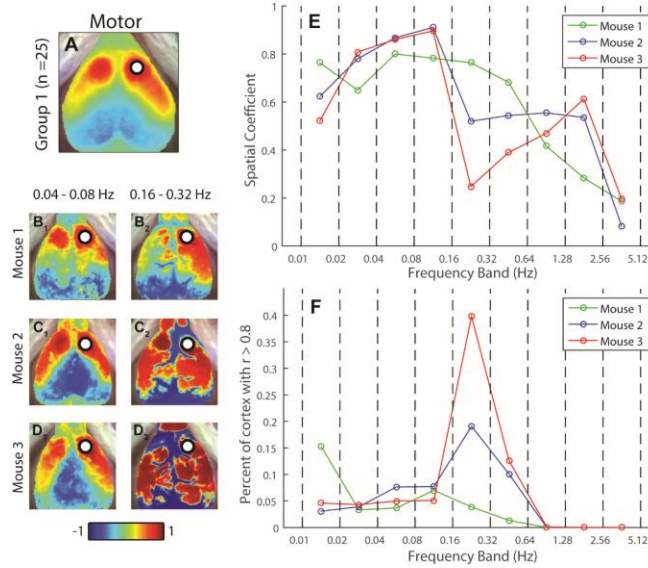 Motor
Group 1 (n =25)
A
0.04 - 0.08 Hz
0.16 - 0.32 Hz
Mouse 1
B1
B2
Mouse 2
C1
C2
Mouse 3
D1
D2
-1
1
E
Mouse 1
Mouse 2
Mouse 3
Spatial Coefficient
1
0.8
0.6
0.4
0.2
0
0.01 0.02 0.04 0.08 0.16 0.32 0.64 1.28 2.56 5.12
Frequency Band (Hz)
F
Mouse 1
Mouse 2
Mouse 3
Percent of cortex with r > 0.8
0.4
0.35
0.3
0.25
0.2
0.15
0.1
0.05
0
0.01 0.02 0.04 0.08 0.16 0.32 0.64 1.28 2.56 5.12
Frequency Band (Hz)